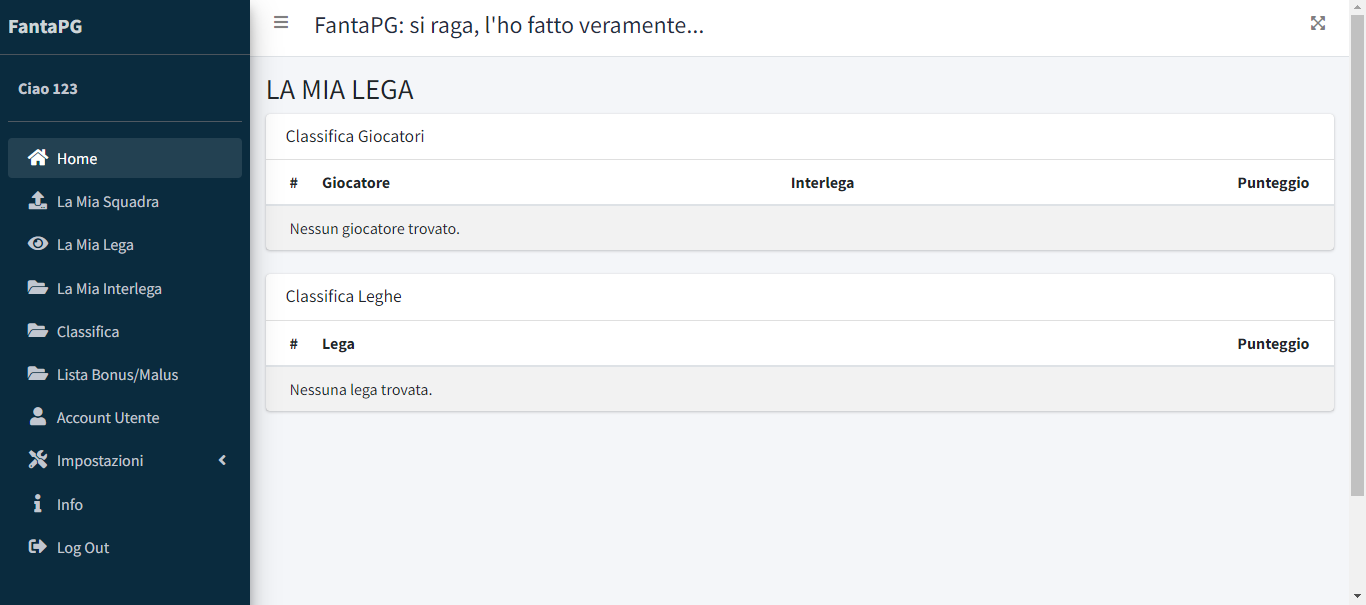 FantaPG
Ciao 123
Home
La Mia Squadra
La Mia Lega
La Mia Interlega
Classifica
Lista Bonus/Malus
Account Utente
Impostazioni
Info
Log Out
FantaPG: si raga, l'ho fatto veramente...
LA MIA LEGA
Classifica Giocatori
# Giocatore Interlega Punteggio
Nessun giocatore trovato.
Classifica Leghe
# Lega Punteggio
Nessuna lega trovata.